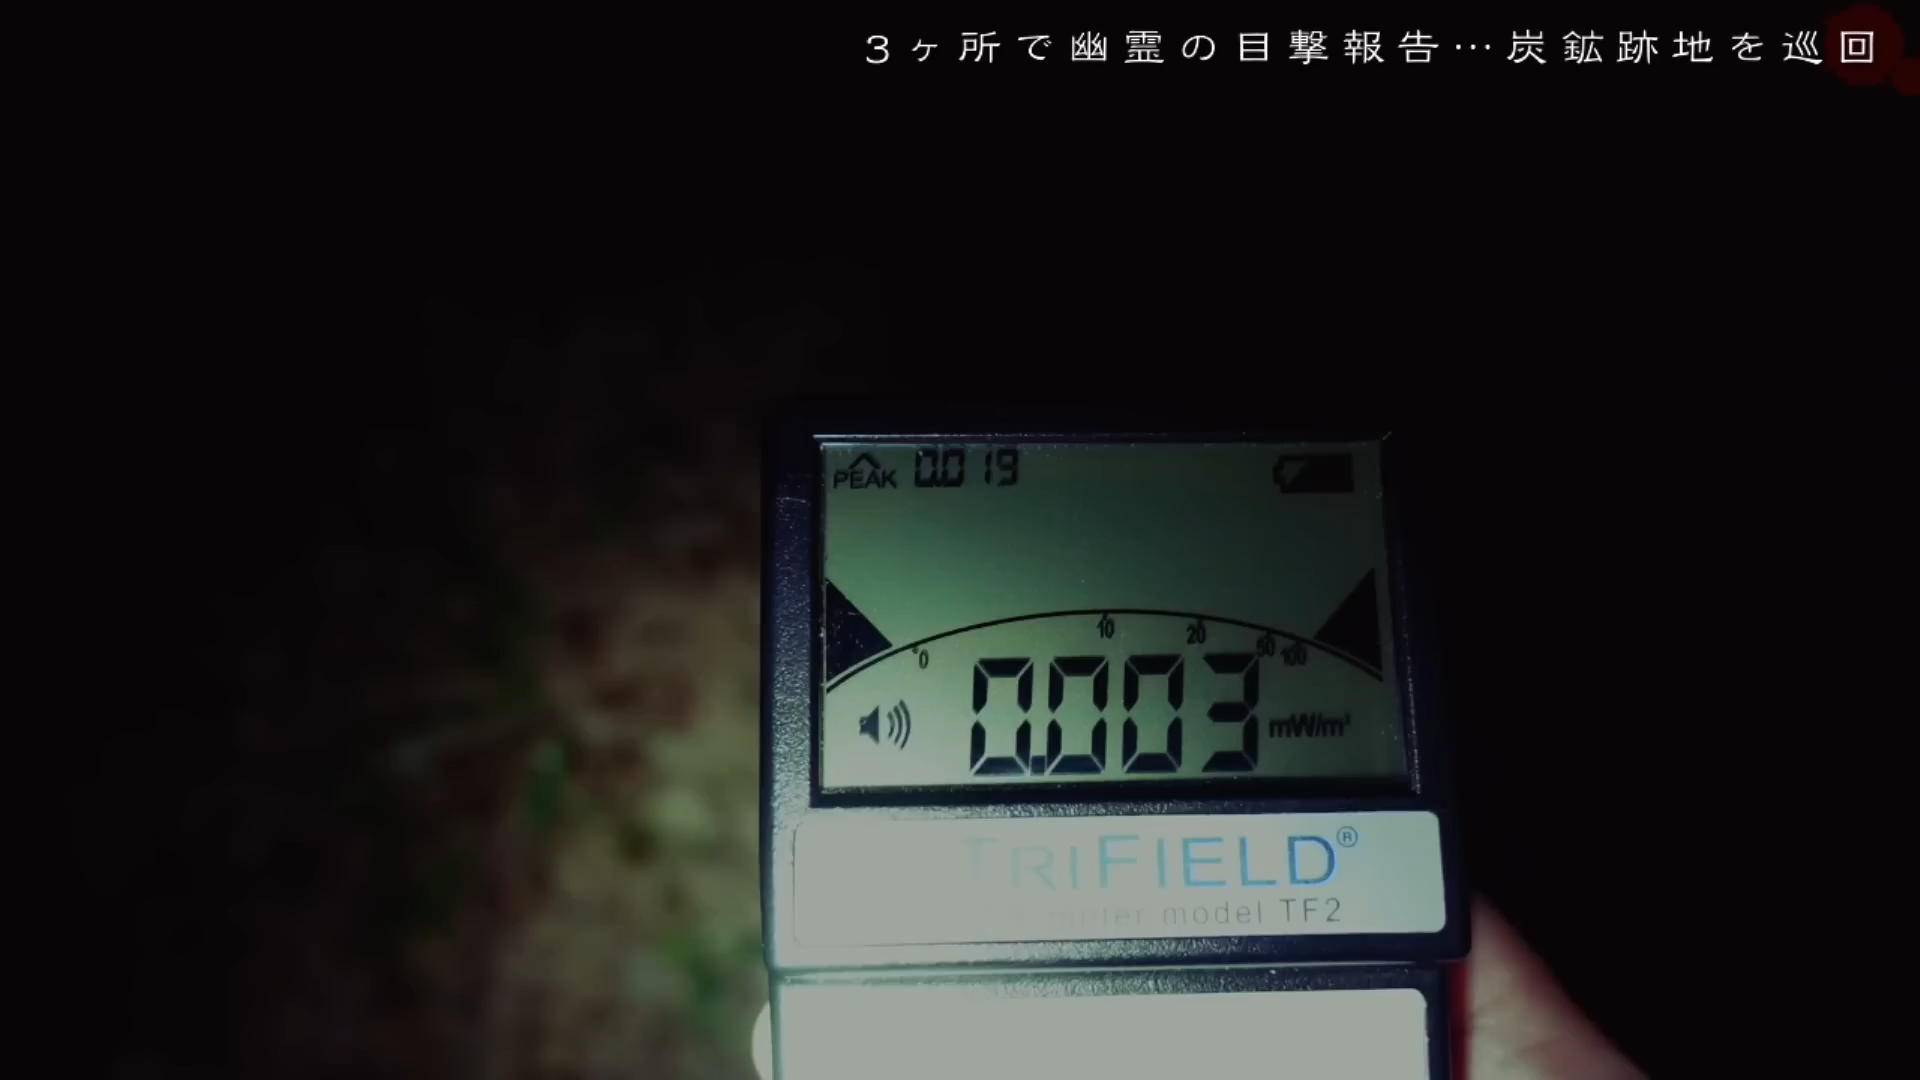 3ヶ所で幽霊の目撃報告…炭鉱跡地を巡回
PEAK 0.019
0 10 20 50 100
0.003 mW/m²
TRIFIELD®
meter model TF2